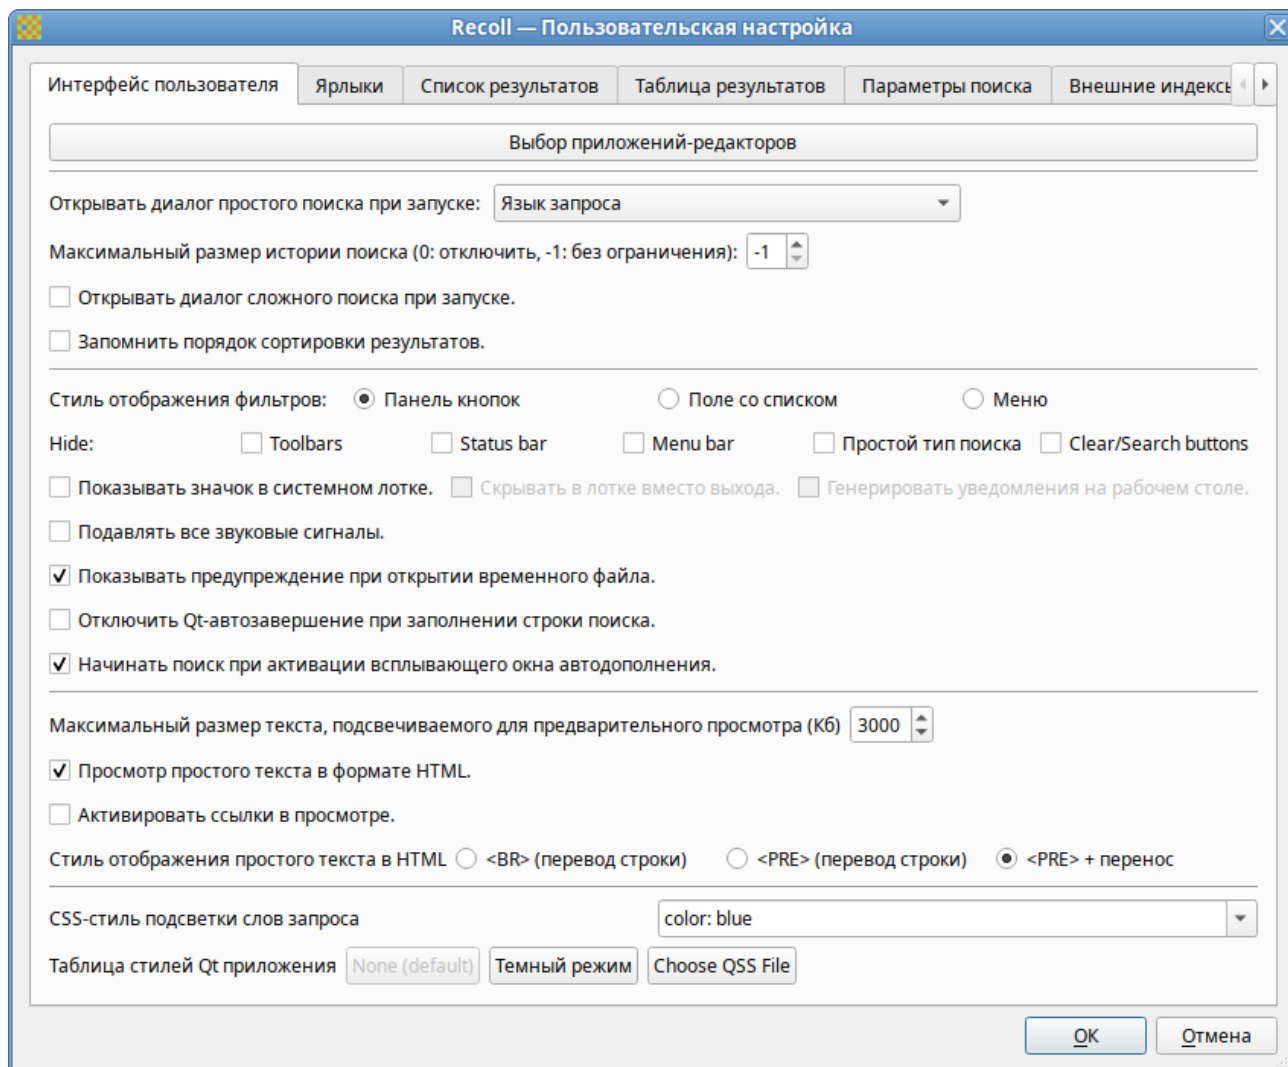 Recoll — Пользовательская настройка
Интерфейс пользователя Ярлыки Список результатов Таблица результатов Параметры поиска Внешние индексы
Выбор приложений-редакторов
Открывать диалог простого поиска при запуске: Язык запроса
Максимальный размер истории поиска (0: отключить, -1: без ограничения): -1
Открывать диалог сложного поиска при запуске.
Запомнить порядок сортировки результатов.
Стиль отображения фильтров: Панель кнопок Поле со списком Меню
Hide: Toolbars Status bar Menu bar Простой тип поиска Clear/Search buttons
Показывать значок в системном лотке. Скрывать в лотке вместо выхода. Генерировать уведомления на рабочем столе.
Подавлять все звуковые сигналы.
Показывать предупреждение при открытии временного файла.
Отключить Qt-автозавершение при заполнении строки поиска.
Начинать поиск при активации всплывающего окна автодополнения.
Максимальный размер текста, подсвечиваемого для предварительного просмотра (Кб) 3000
Просмотр простого текста в формате HTML.
Активировать ссылки в просмотре.
Стиль отображения простого текста в HTML <BR> (перевод строки) <PRE> (перевод строки) <PRE> + перенос
CSS-стиль подсветки слов запроса color: blue
Таблица стилей Qt приложения None (default) Темный режим Choose QSS File
ОК Отмена